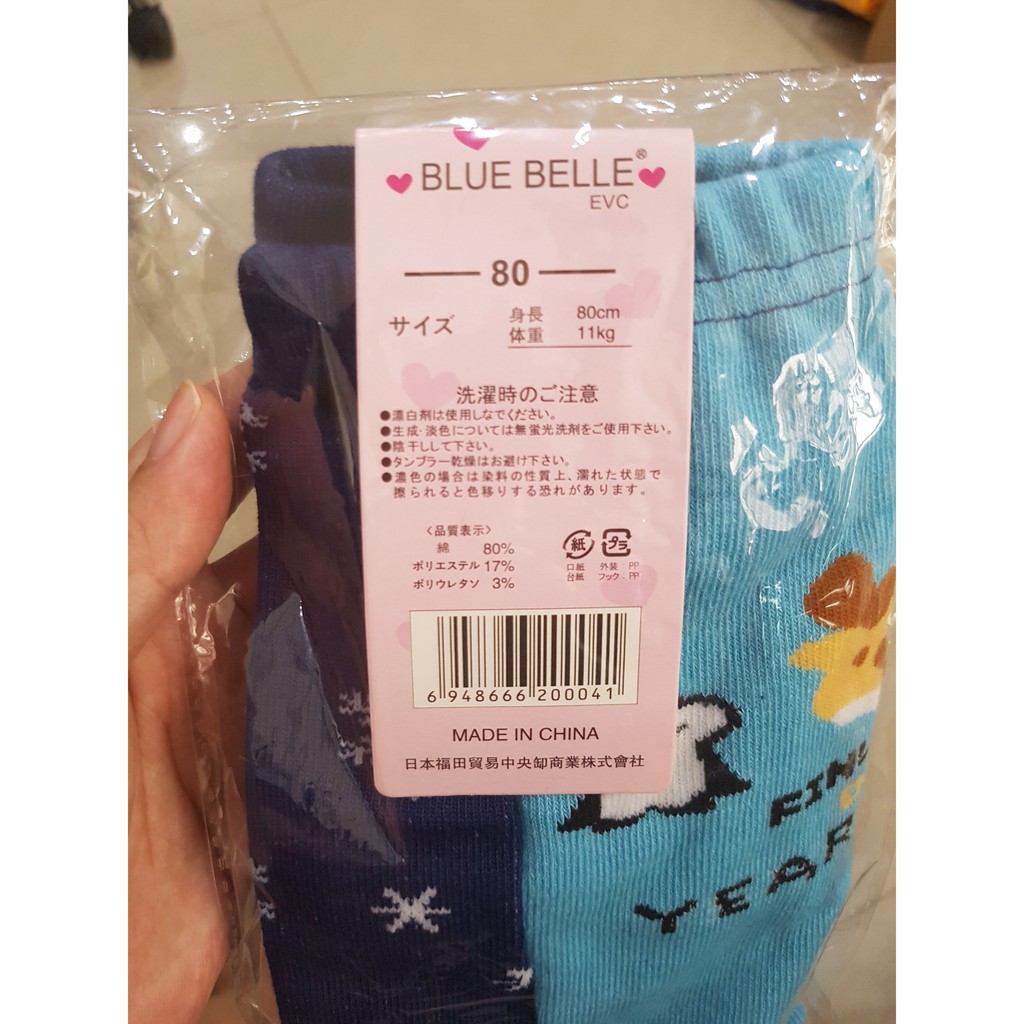 BLUE BELLE®
EVC
80
サイズ
身長 80cm
体重 11kg
洗濯時のご注意
●漂白剤は使用しなでください。
●生成·淡色については無蛍光洗剤をご使用下さい。
●陰干しして下さい。
●タンブラー乾燥はお避け下さい。
●濃色の場合は染料の性質上、濡れた状態で
擦られると色移りする恐れがあります。
〈品質表示〉
綿 80%
ポリエステル 17%
ポリウレタソ 3%
紙 プラ
口紙 外装:PP
台紙 フック:PP
6 948666 200041
MADE IN CHINA
日本福田貿易中央卸商業株式會社
YEAR